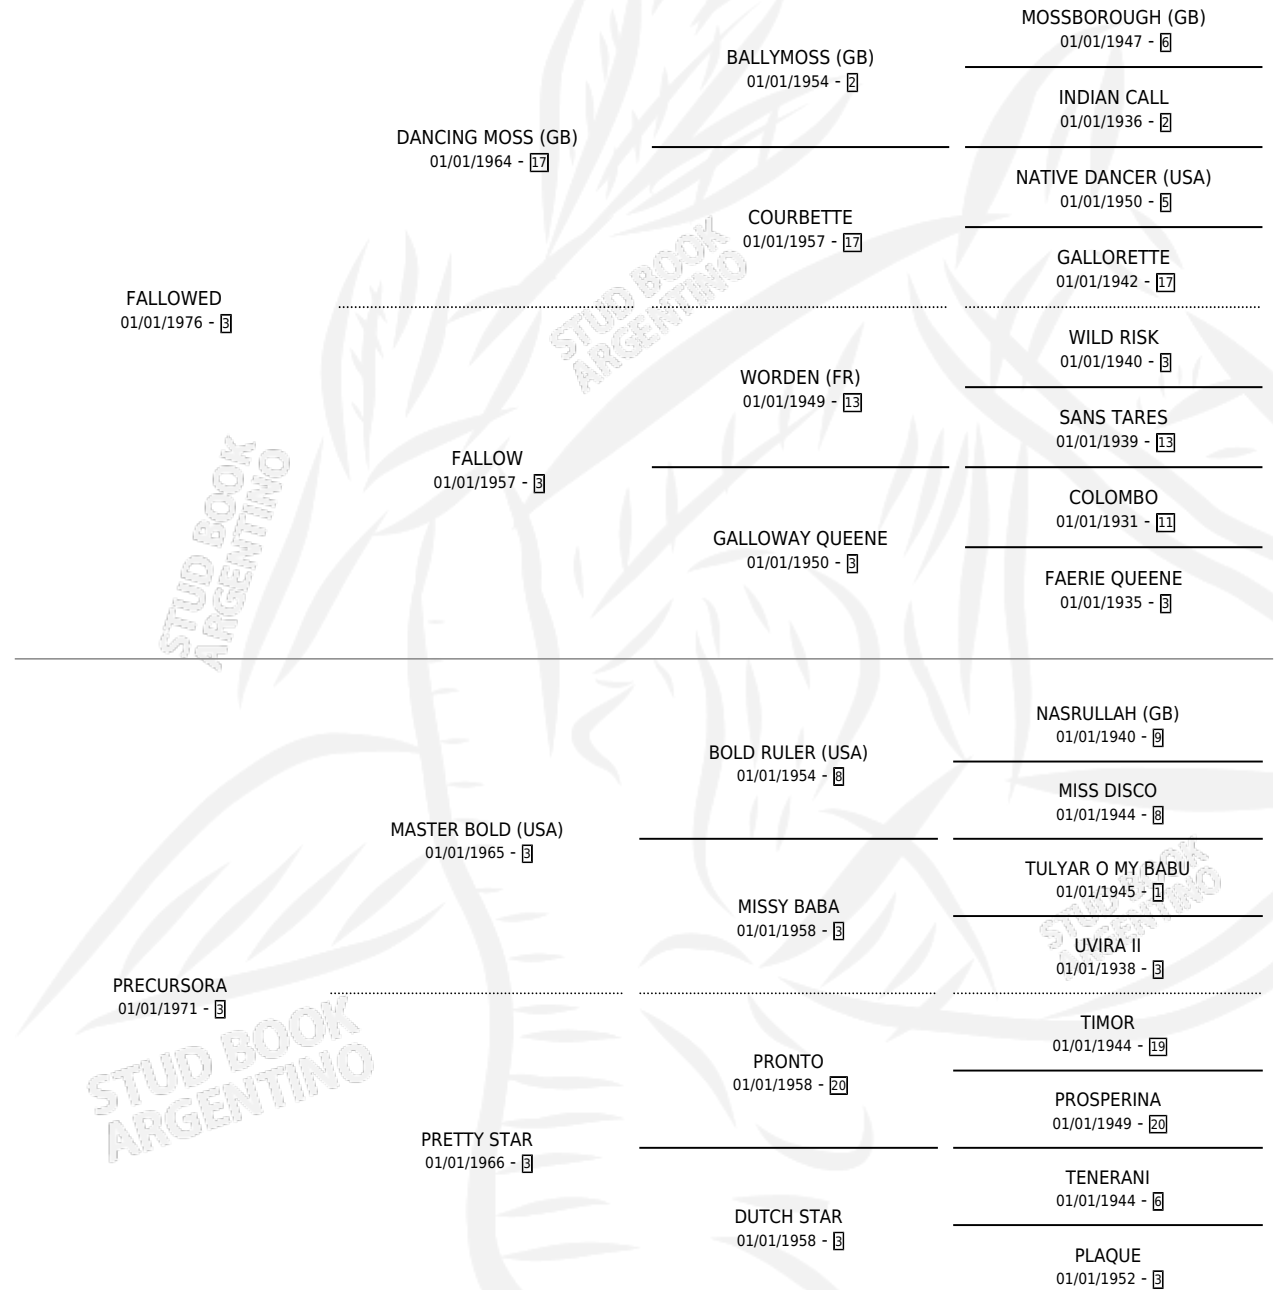 MOSSBOROUGH (GB)
01/01/1947 - 6
BALLYMOSS (GB)
01/01/1954 - 2
INDIAN CALL
01/01/1936 - 2
DANCING MOSS (GB)
01/01/1964 - 17
NATIVE DANCER (USA)
01/01/1950 - 5
COURBETTE
01/01/1957 - 17
GALLORETTE
01/01/1942 - 17
FALLOWED
01/01/1976 - 3
WILD RISK
01/01/1940 - 3
WORDEN (FR)
01/01/1949 - 13
SANS TARES
01/01/1939 - 13
FALLOW
01/01/1957 - 3
COLOMBO
01/01/1931 - 11
GALLOWAY QUEENE
01/01/1950 - 3
FAERIE QUEENE
01/01/1935 - 3
NASRULLAH (GB)
01/01/1940 - 9
BOLD RULER (USA)
01/01/1954 - 8
MISS DISCO
01/01/1944 - 8
MASTER BOLD (USA)
01/01/1965 - 3
TULYAR O MY BABU
01/01/1945 - 1
MISSY BABA
01/01/1958 - 3
UVIRA II
01/01/1938 - 3
PRECURSORA
01/01/1971 - 3
TIMOR
01/01/1944 - 19
PRONTO
01/01/1958 - 20
PROSPERINA
01/01/1949 - 20
PRETTY STAR
01/01/1966 - 3
TENERANI
01/01/1944 - 6
DUTCH STAR
01/01/1958 - 3
PLAQUE
01/01/1952 - 3
STUD BOOK
ARGENTINO
STUD BOOK
ARGENTINO
STUD BOOK
ARGENTINO
STUD BOOK
ARGENTINO